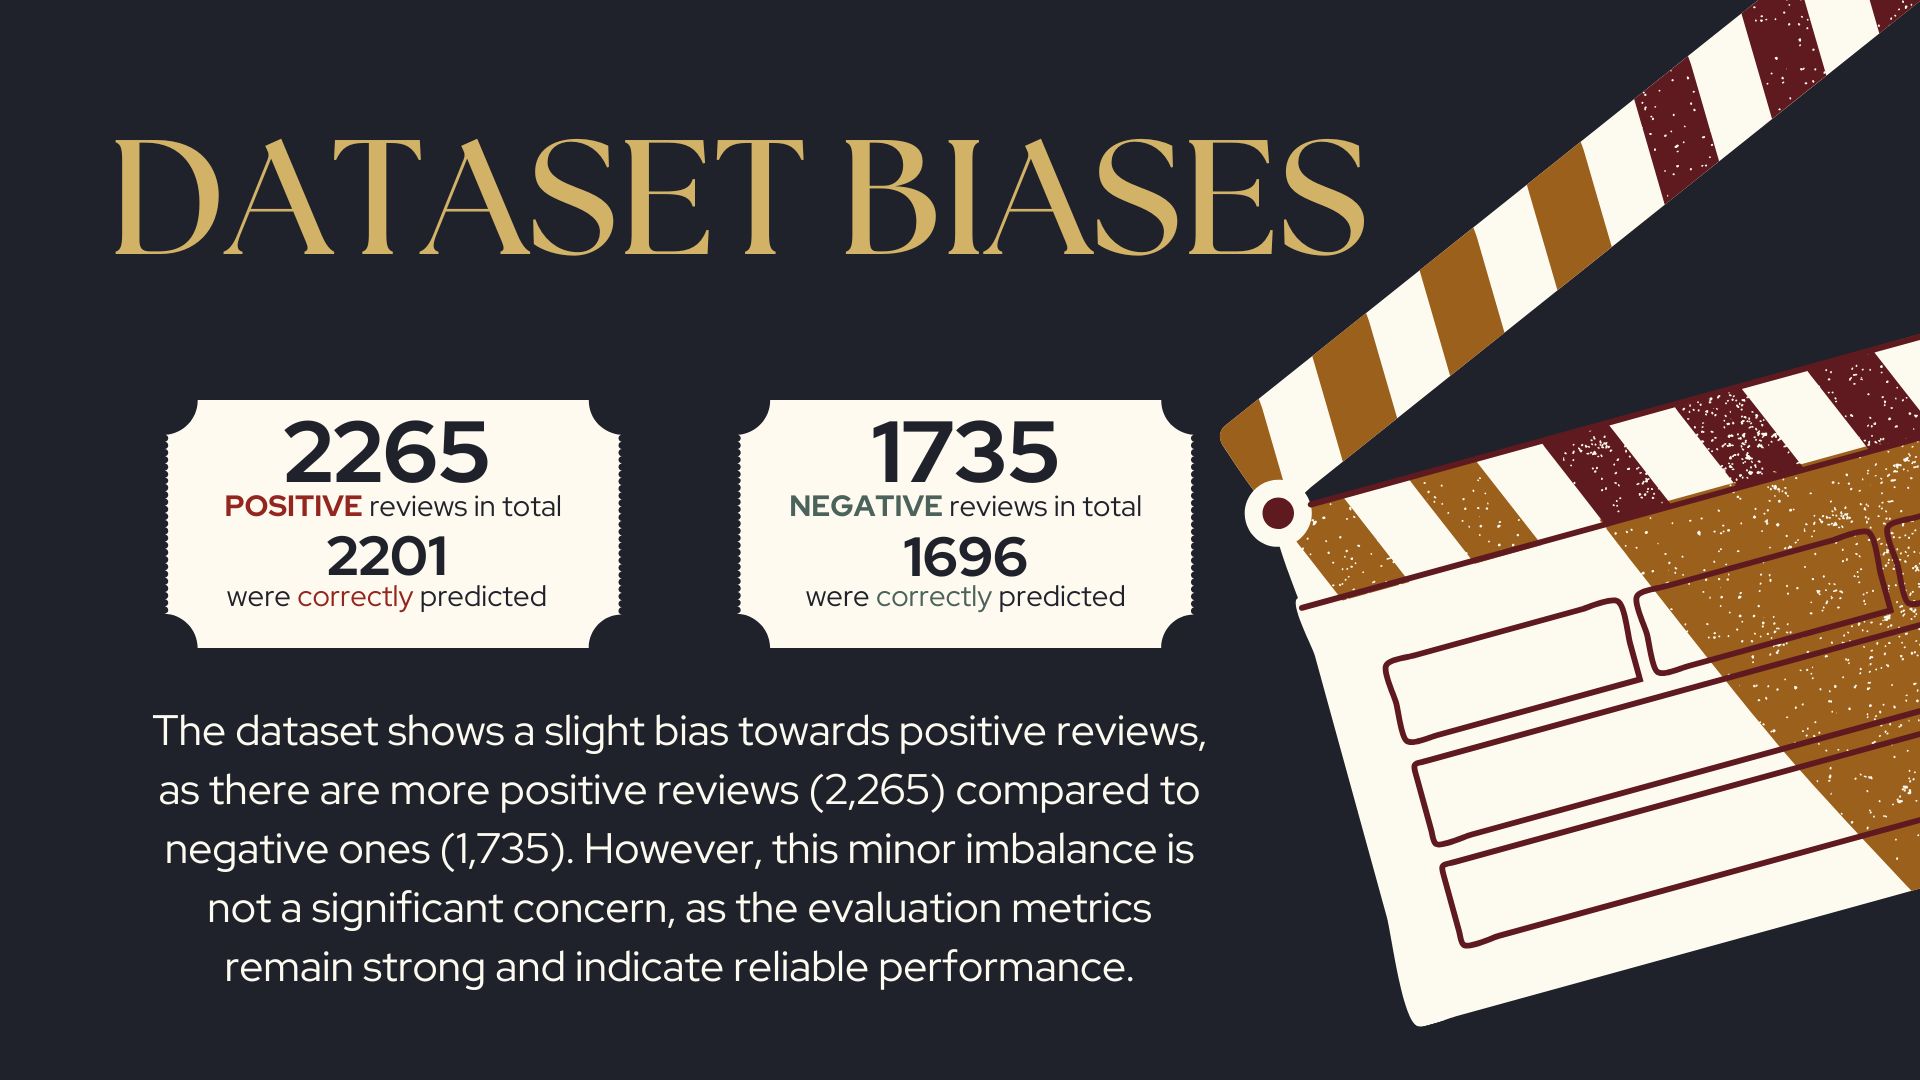 DATASET BIASES
2265
POSITIVE reviews in total
2201
were correctly predicted
1735
NEGATIVE reviews in total
1696
were correctly predicted
The dataset shows a slight bias towards positive reviews,
as there are more positive reviews (2,265) compared to
negative ones (1,735). However, this minor imbalance is
not a significant concern, as the evaluation metrics
remain strong and indicate reliable performance.